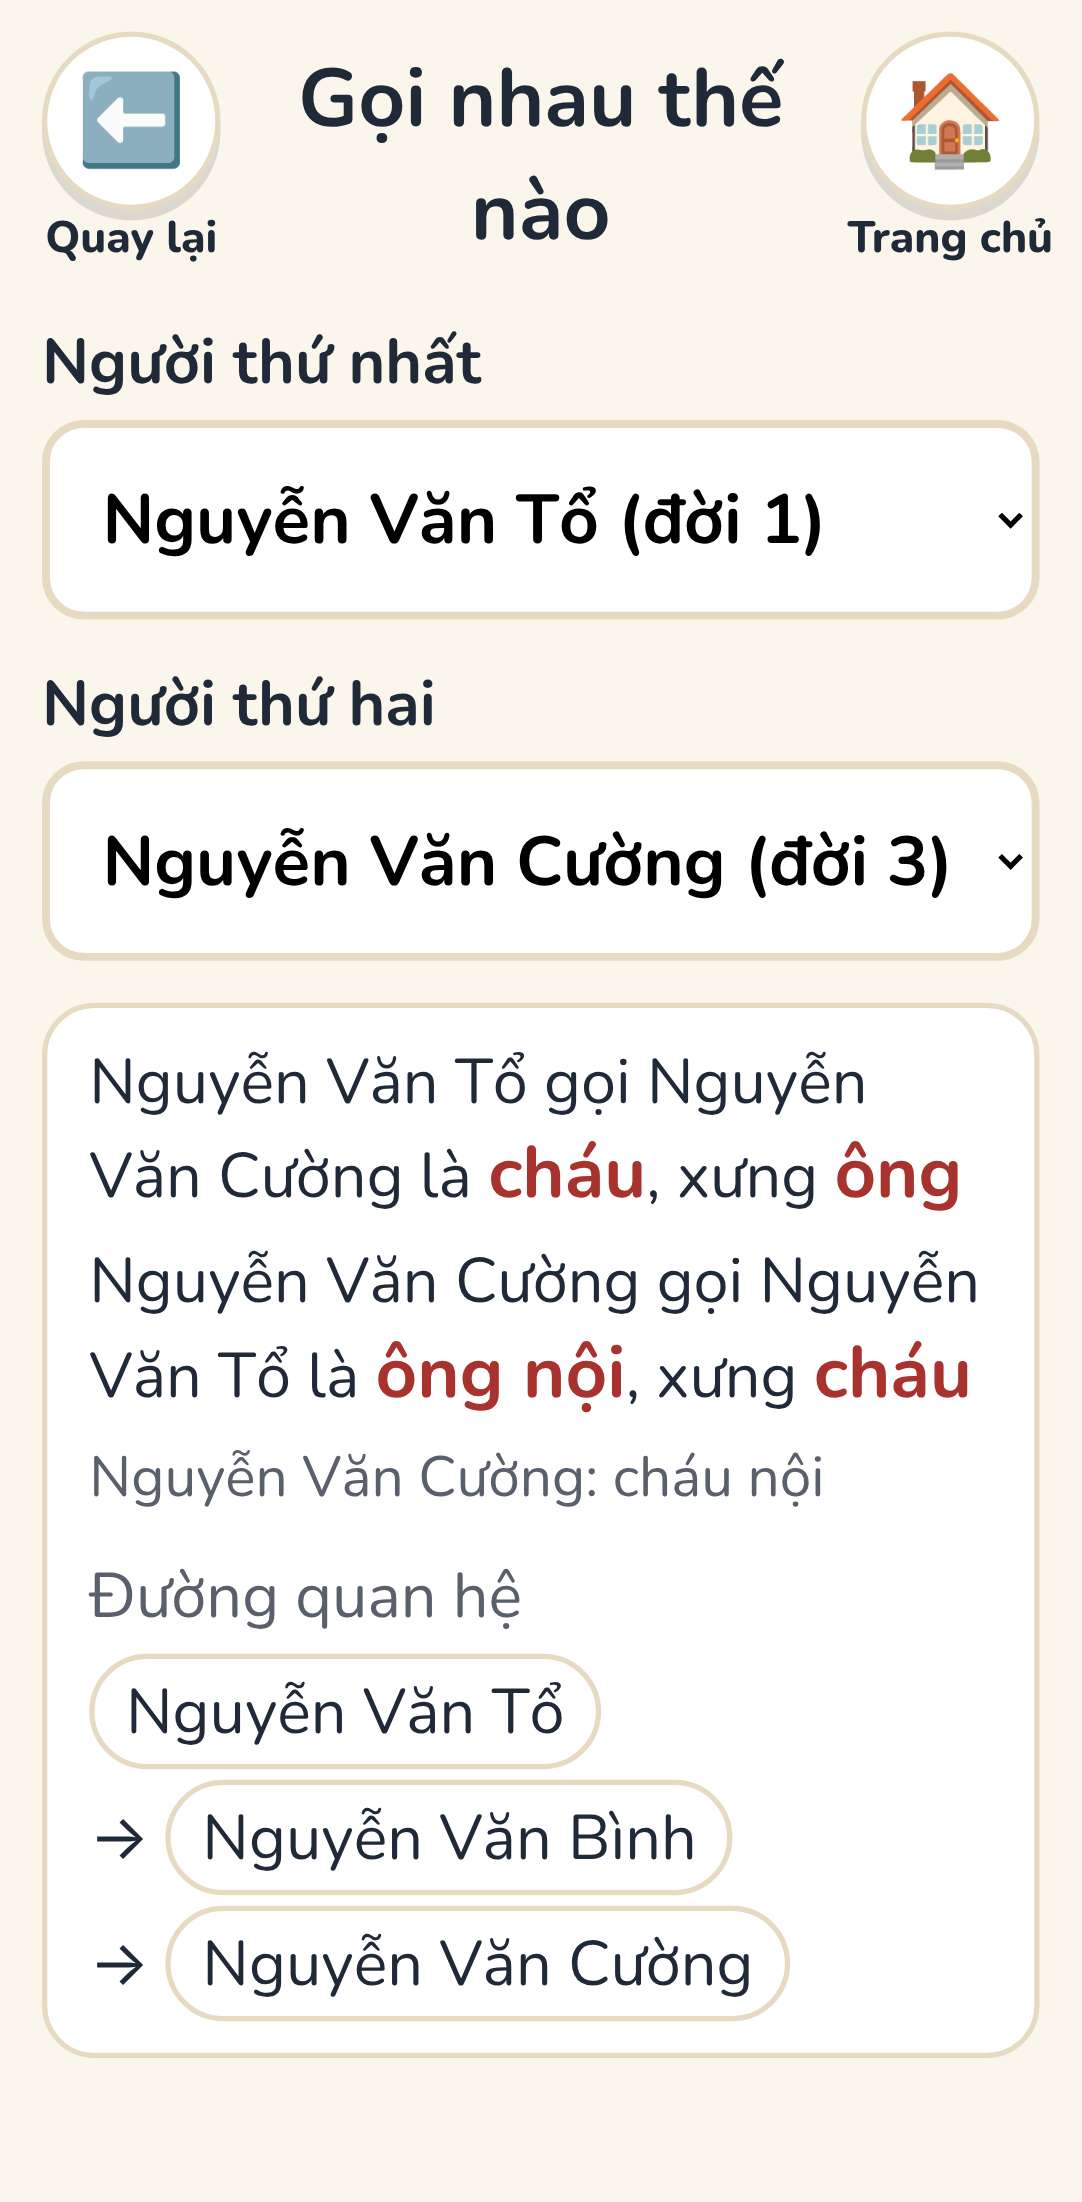 Gọi nhau thế
nào
Quay lại
Trang chủ
Người thứ nhất
Nguyễn Văn Tổ (đời 1)
Người thứ hai
Nguyễn Văn Cường (đời 3)
Nguyễn Văn Tổ gọi Nguyễn
Văn Cường là cháu, xưng ông
Nguyễn Văn Cường gọi Nguyễn
Văn Tổ là ông nội, xưng cháu
Nguyễn Văn Cường: cháu nội
Đường quan hệ
Nguyễn Văn Tổ
→ Nguyễn Văn Bình
→ Nguyễn Văn Cường